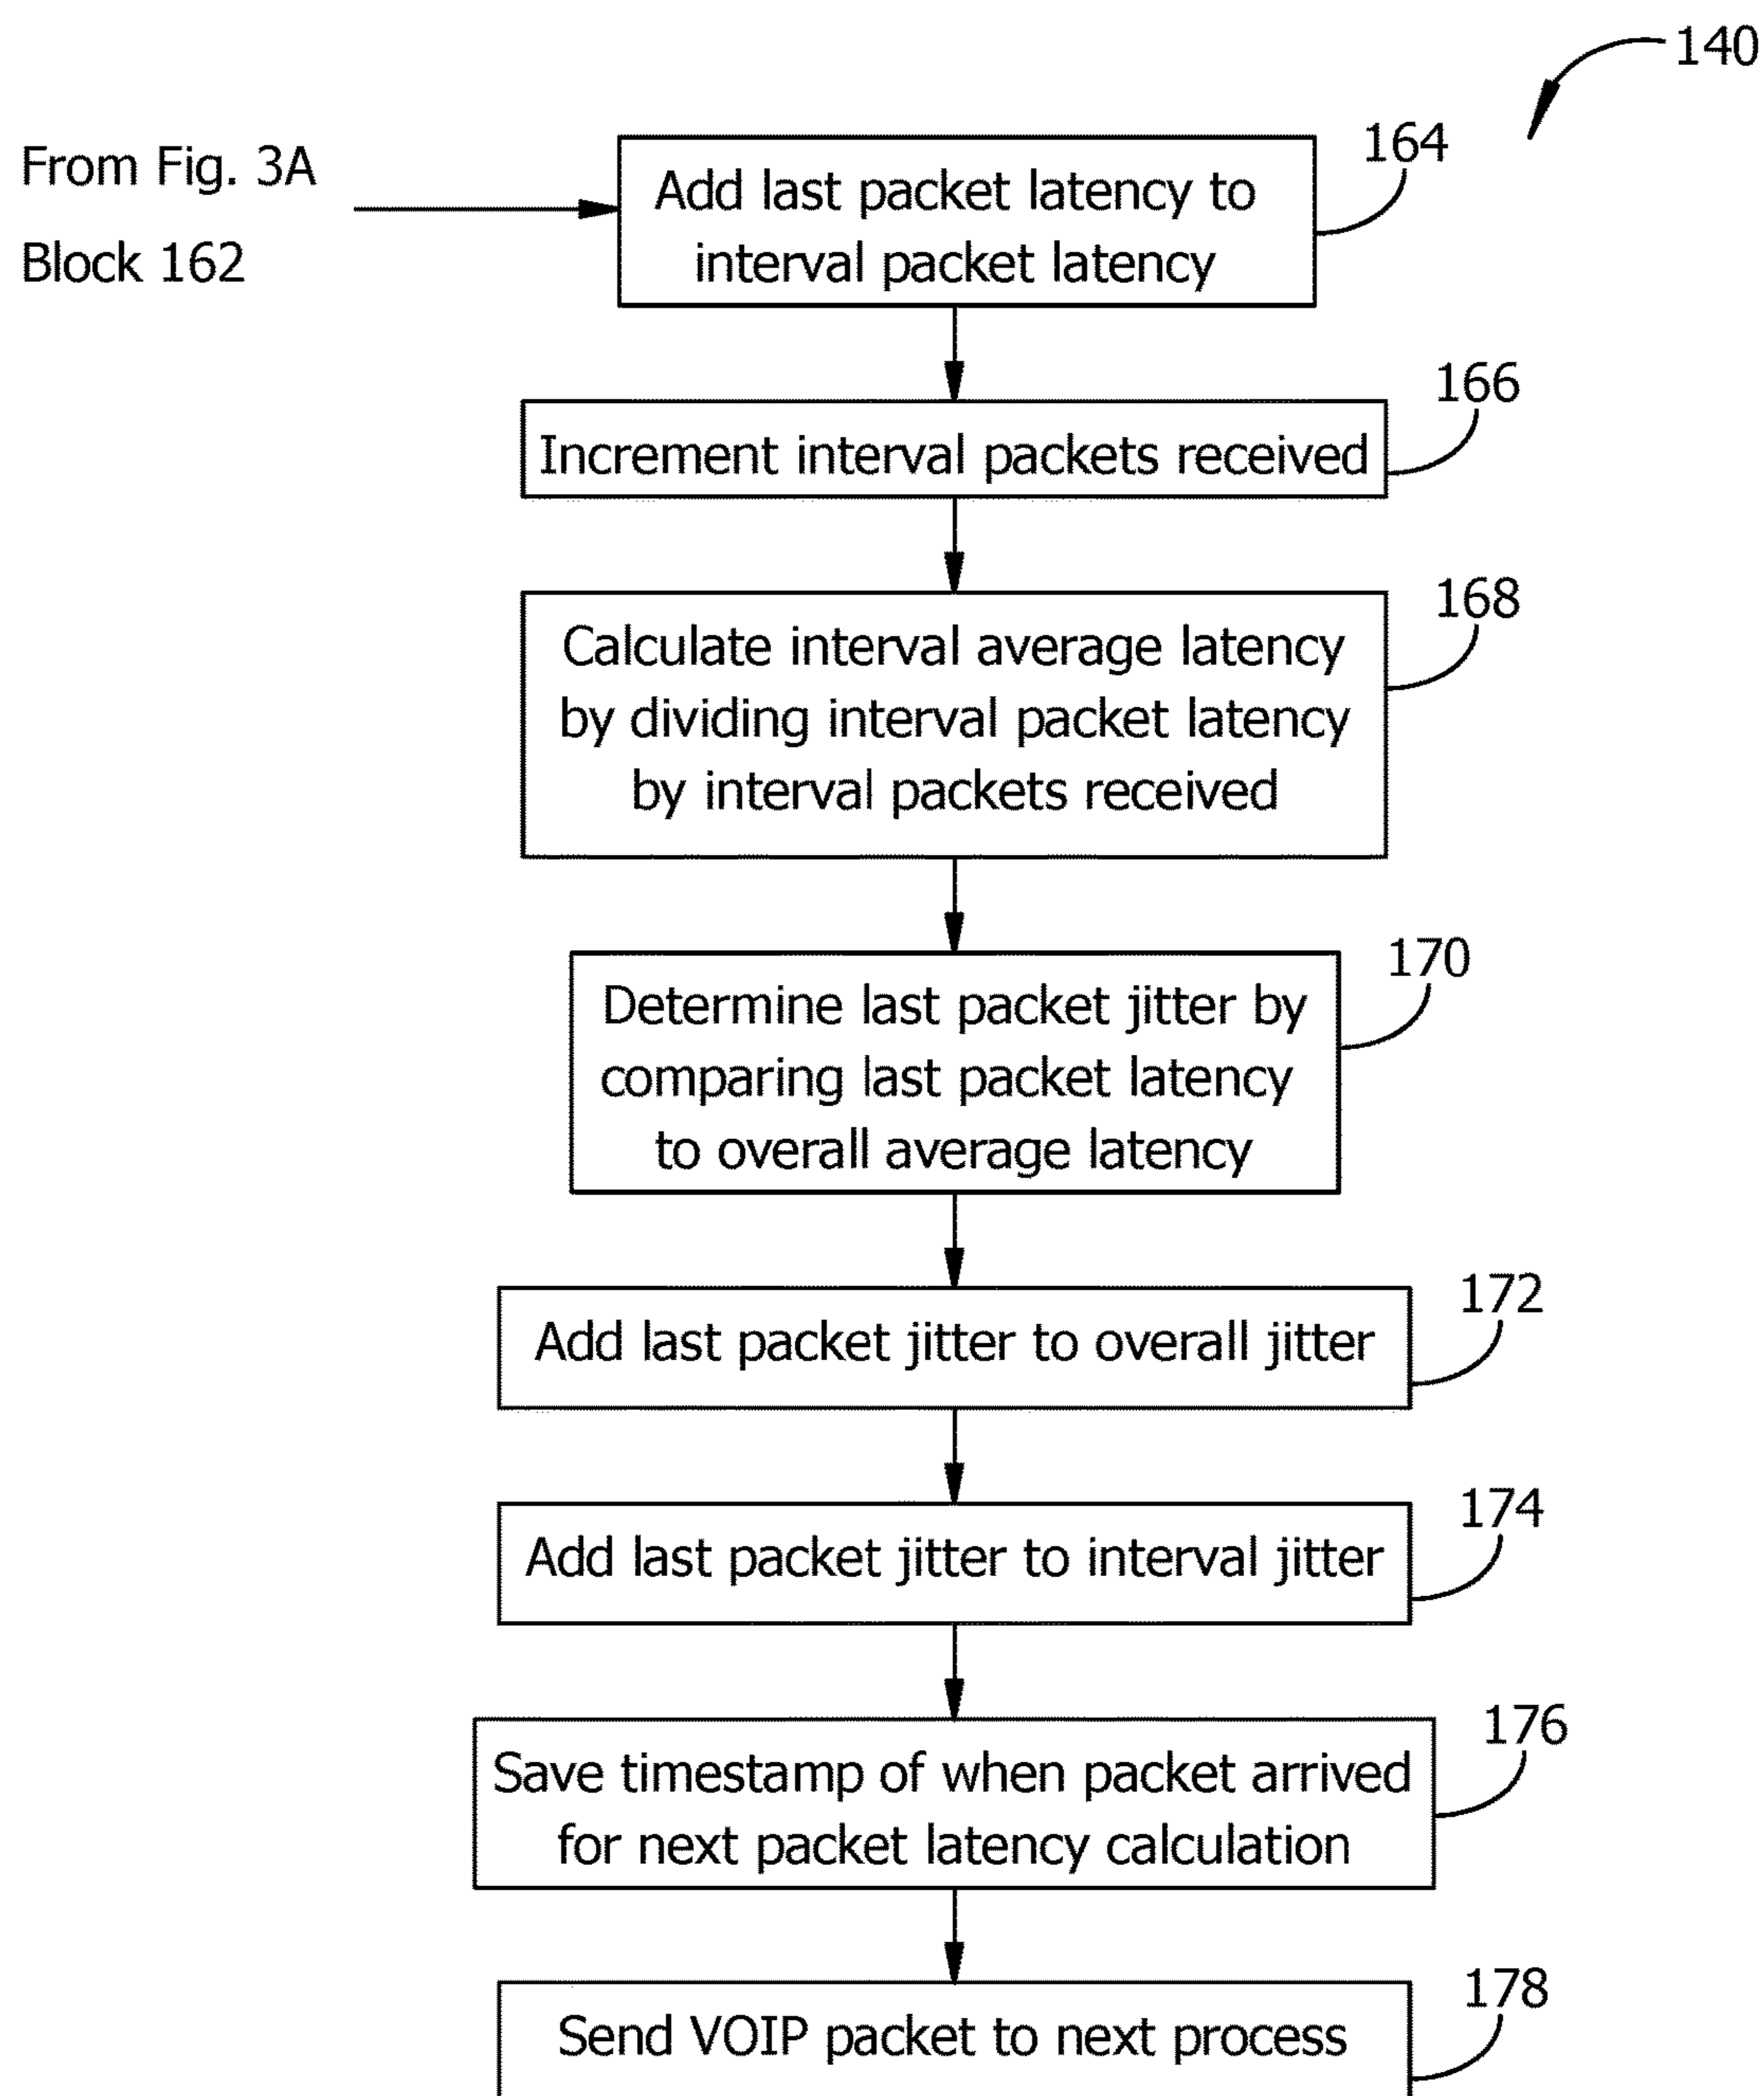 140
From Fig. 3A
Block 162
164
Add last packet latency to
interval packet latency
166
Increment interval packets received
168
Calculate interval average latency
by dividing interval packet latency
by interval packets received
170
Determine last packet jitter by
comparing last packet latency
to overall average latency
172
Add last packet jitter to overall jitter
174
Add last packet jitter to interval jitter
176
Save timestamp of when packet arrived
for next packet latency calculation
178
Send VOIP packet to next process